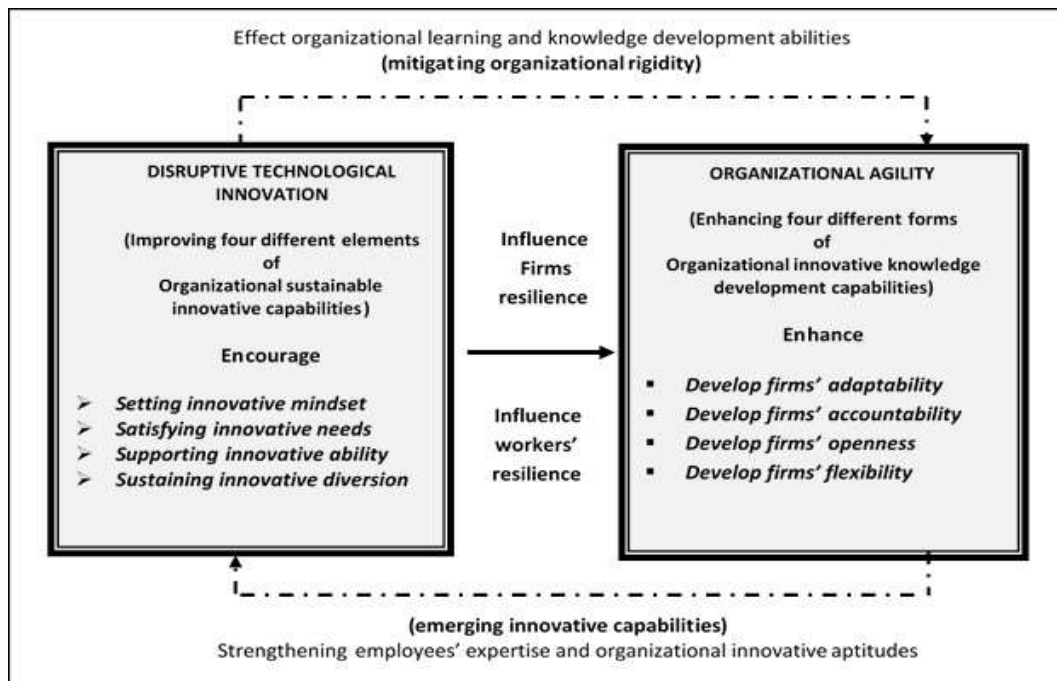 Effect organizational learning and knowledge development abilities
(mitigating organizational rigidity)
DISRUPTIVE TECHNOLOGICAL
INNOVATION
(Improving four different elements
of
Organizational sustainable
innovative capabilities)
Encourage
➢ Setting innovative mindset
➢ Satisfying innovative needs
➢ Supporting innovative ability
➢ Sustaining innovative diversion
Influence
Firms
resilience
Influence
workers’
resilience
ORGANIZATIONAL AGILITY
(Enhancing four different forms
of
Organizational innovative knowledge
development capabilities)
Enhance
▪ Develop firms’ adaptability
▪ Develop firms’ accountability
▪ Develop firms’ openness
▪ Develop firms’ flexibility
(emerging innovative capabilities)
Strengthening employees’ expertise and organizational innovative aptitudes